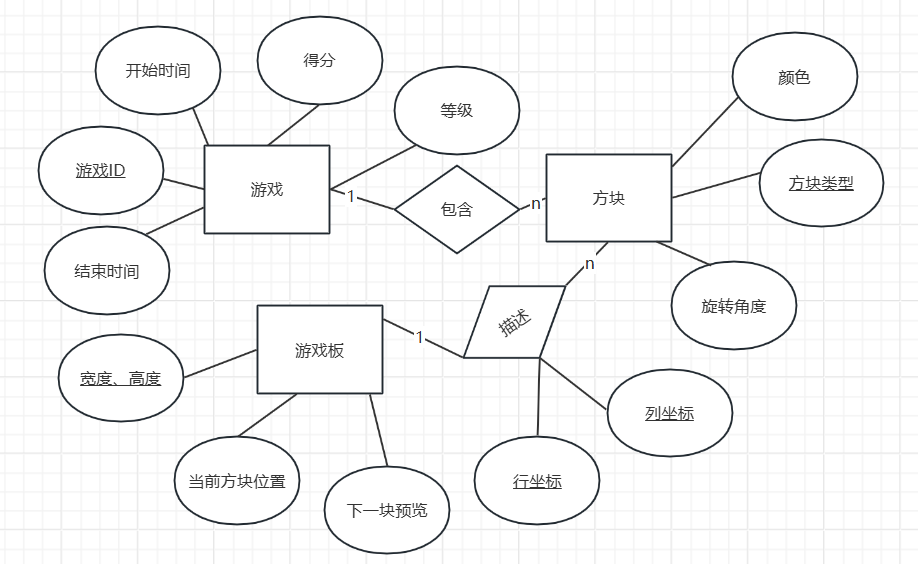 得分
开始时间
颜色
等级
游戏ID
游戏
1
包含
n
方块
方块类型
结束时间
n
旋转角度
描述
游戏板
1
宽度、高度
列坐标
当前方块位置
行坐标
下一块预览